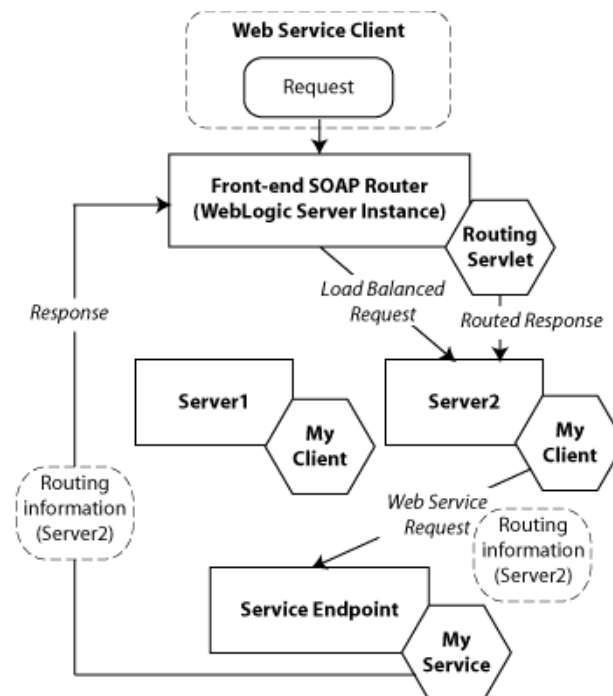 Web Service Client
Request
Front-end SOAP Router
(WebLogic Server Instance)
Routing
Servlet
Load Balanced
Request
Routed Response
Response
Server1
My
Client
Server2
My
Client
Routing
information
(Server2)
Web Service
Request
Routing
information
(Server2)
Service Endpoint
My
Service